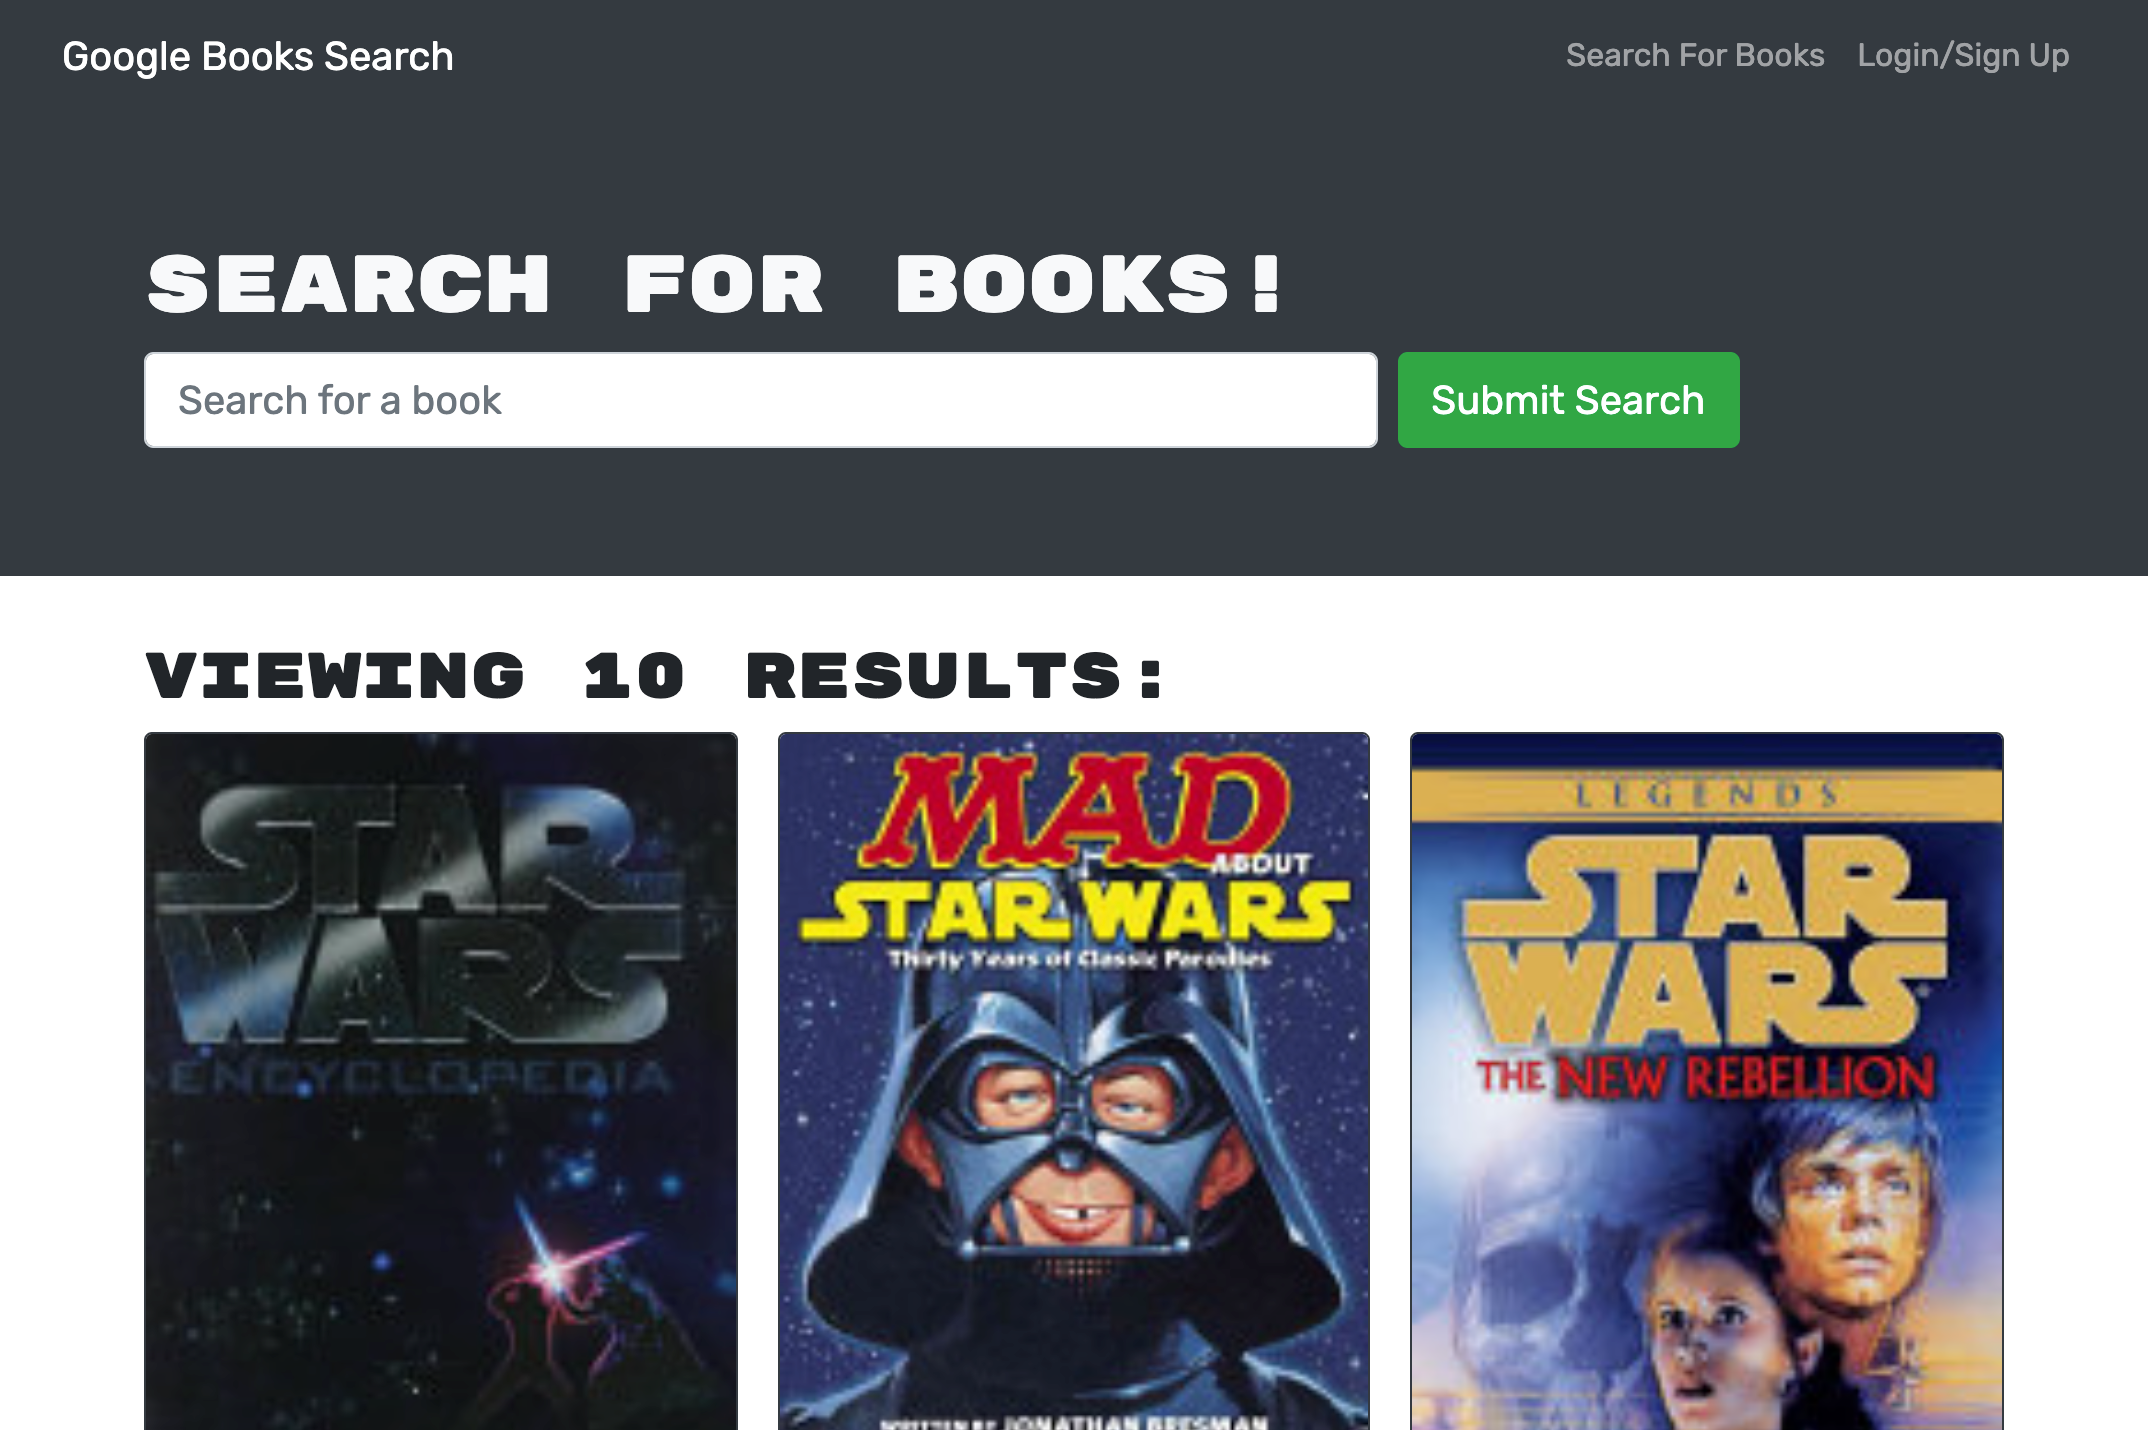 Google Books Search
Search For Books
Login/Sign Up
SEARCH FOR BOOKS!
Search for a book
Submit Search
VIEWING 10 RESULTS:
STAR
WARS
ENCYCLOPEDIA
MAD
ABOUT
STAR WARS
Thirty Years of Classic Parodies
WRITTEN BY JONATHAN BRESMAN
LEGENDS
STAR
WARS
THE NEW REBELLION